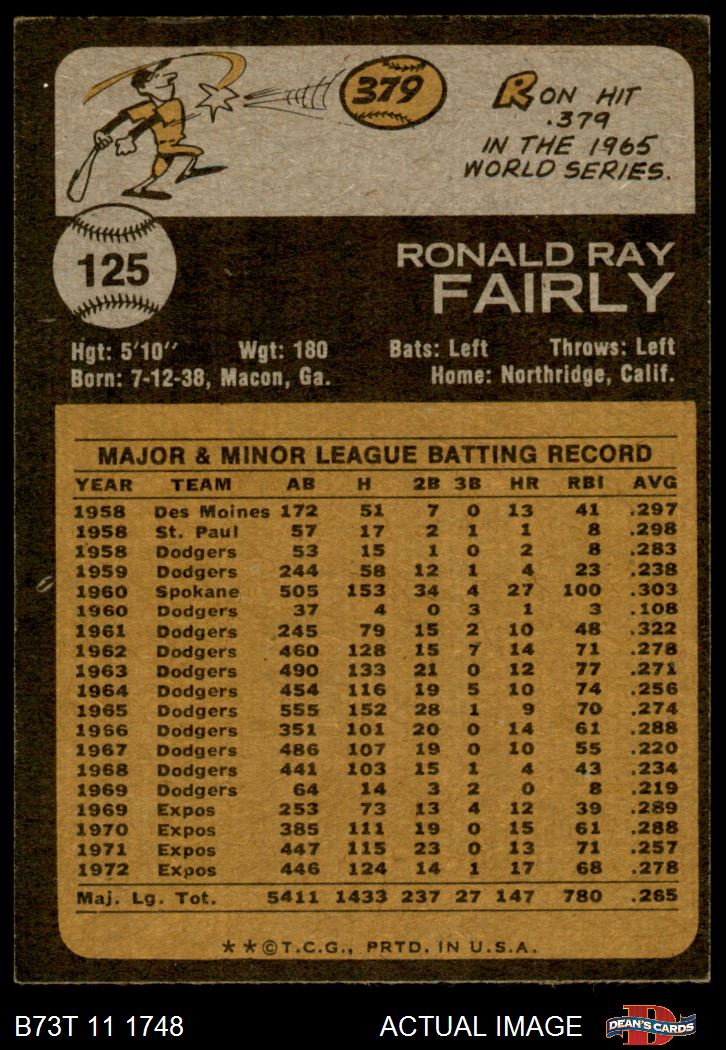 379
RON HIT
.379
IN THE 1965
WORLD SERIES.
125
RONALD RAY
FAIRLY
Hgt: 5'10" Wgt: 180 Bats: Left Throws: Left
Born: 7-12-38, Macon, Ga. Home: Northridge, Calif.
MAJOR & MINOR LEAGUE BATTING RECORD
YEAR TEAM AB H 2B 3B HR RBI AVG
1958 Des Moines 172 51 7 0 13 41 .297
1958 St. Paul 57 17 2 1 1 8 .298
1958 Dodgers 53 15 1 0 2 8 .283
1959 Dodgers 244 58 12 1 4 23 .238
1960 Spokane 505 153 34 4 27 100 .303
1960 Dodgers 37 4 0 3 1 3 .108
1961 Dodgers 245 79 15 2 10 48 .322
1962 Dodgers 460 128 15 7 14 71 .278
1963 Dodgers 490 133 21 0 12 77 .271
1964 Dodgers 454 116 19 5 10 74 .256
1965 Dodgers 555 152 28 1 9 70 .274
1966 Dodgers 351 101 20 0 14 61 .288
1967 Dodgers 486 107 19 0 10 55 .220
1968 Dodgers 441 103 15 1 4 43 .234
1969 Dodgers 64 14 3 2 0 8 .219
1969 Expos 253 73 13 4 12 39 .289
1970 Expos 385 111 19 0 15 61 .288
1971 Expos 447 115 23 0 13 71 .257
1972 Expos 446 124 14 1 17 68 .278
Maj. Lg. Tot. 5411 1433 237 27 147 780 .265
**©T.C.G., PRTD. IN U.S.A.
B73T 11 1748 ACTUAL IMAGE D DEAN'S CARDS